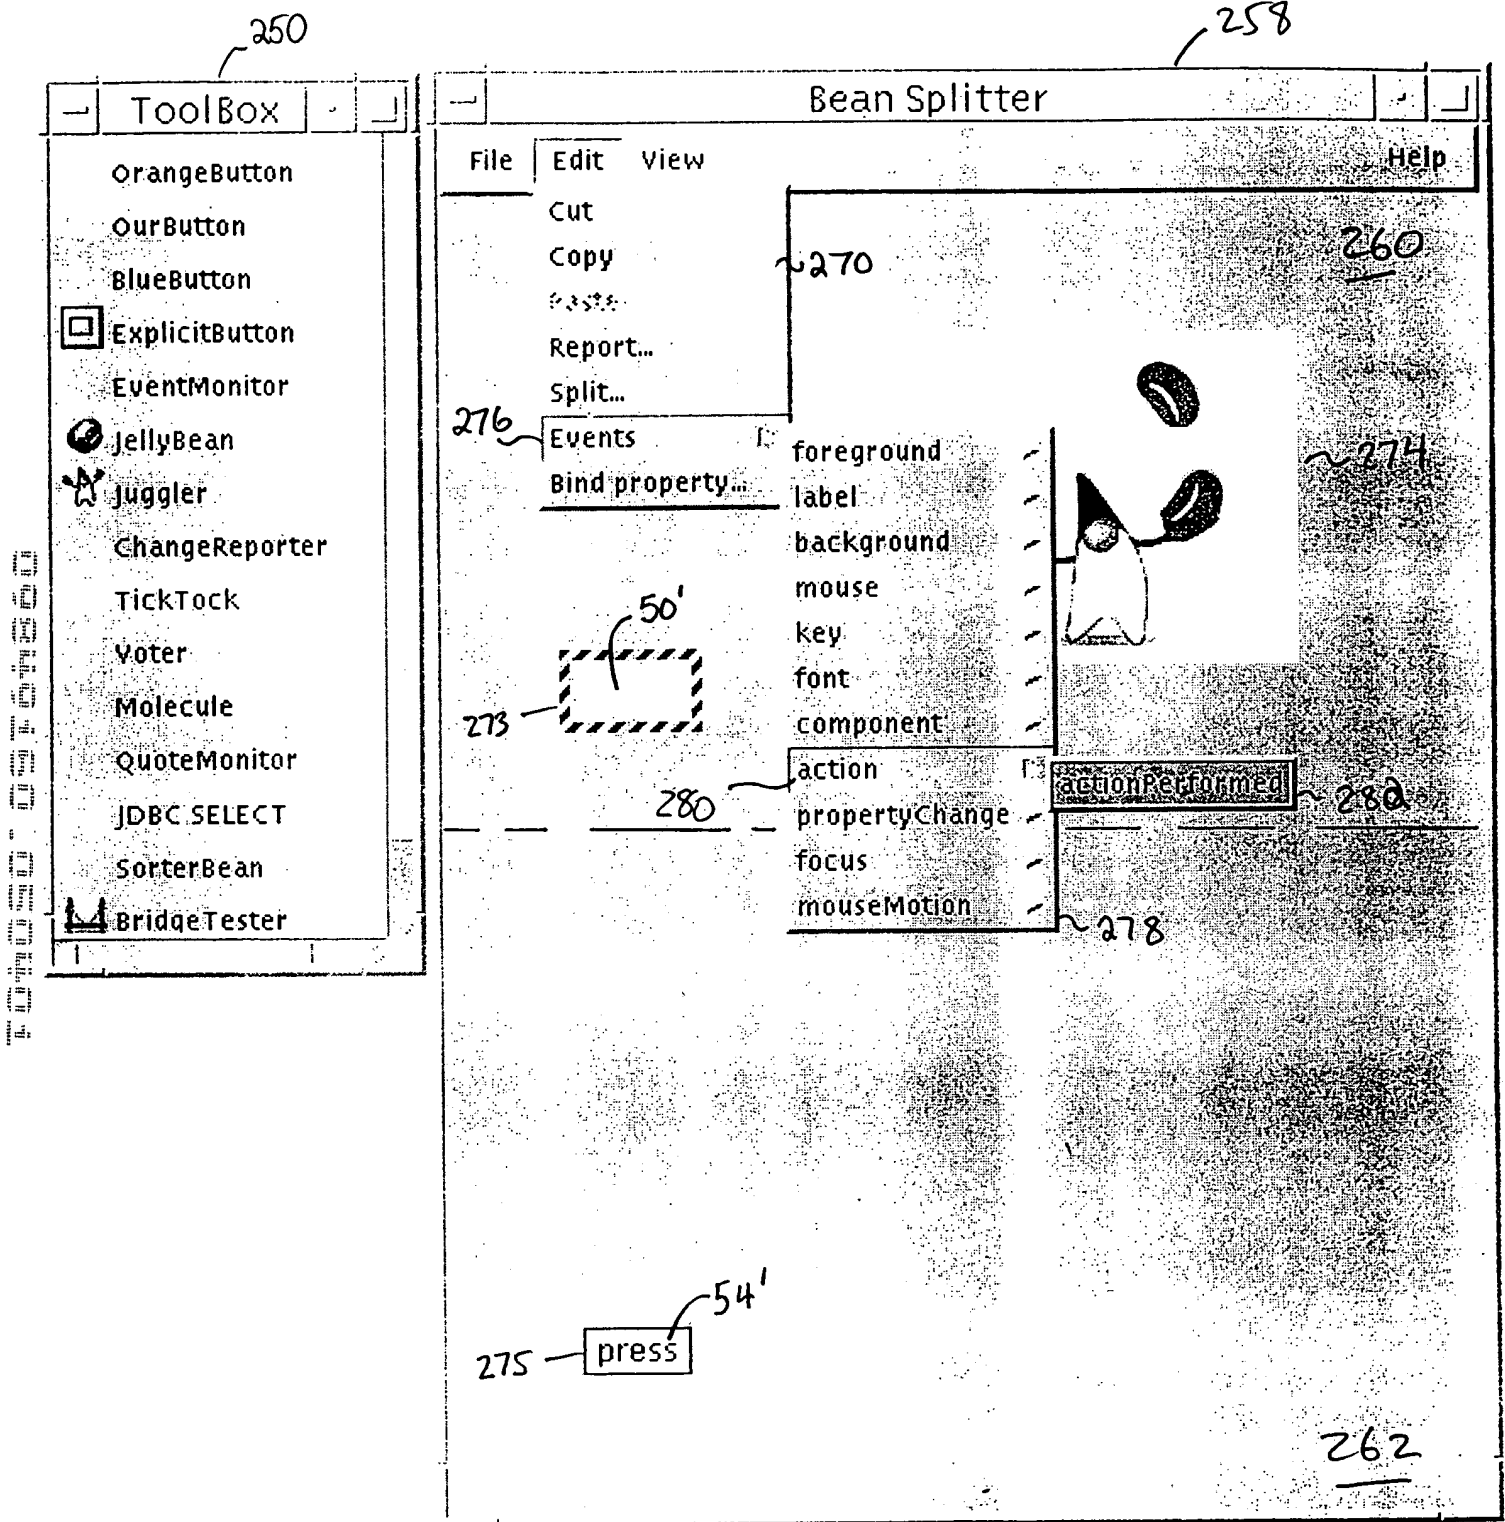 250
258
ToolBox
Bean Splitter
OrangeButton
OurButton
BlueButton
ExplicitButton
EventMonitor
JellyBean
Juggler
ChangeReporter
TickTock
Voter
Molecule
QuoteMonitor
JDBC SELECT
SorterBean
BridgeTester
File Edit View Help
Cut
Copy
Paste
Report...
Split...
Events
Bind property...
270
260
276
274
foreground
label
background
mouse
key
font
component
action
propertyChange
focus
mouseMotion
actionPerformed
50'
273
280
282
278
54'
275
press
262